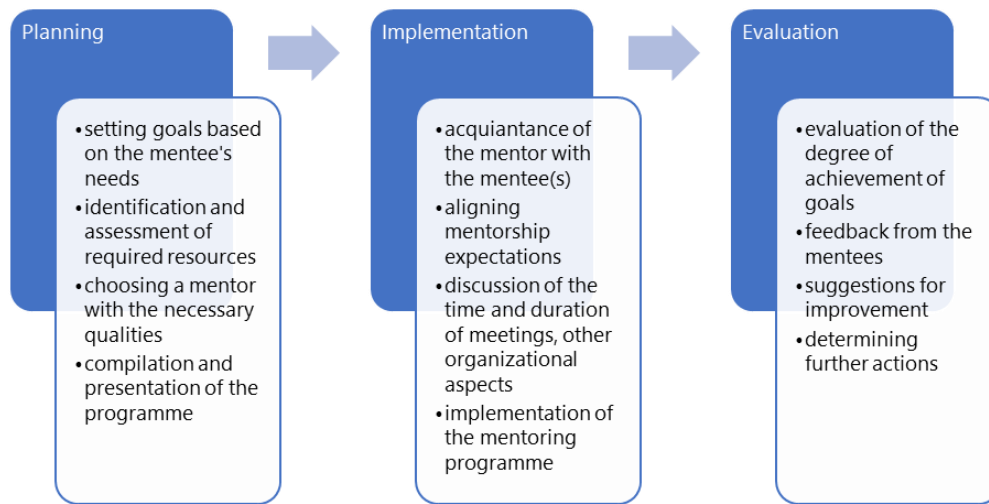 Planning
• setting goals based
on the mentee's
needs
• identification and
assessment of
required resources
• choosing a mentor
with the necessary
qualities
• compilation and
presentation of the
programme
Implementation
• acquiantance of
the mentor with
the mentee(s)
• aligning
mentorship
expectations
• discussion of the
time and duration
of meetings, other
organizational
aspects
• implementation of
the mentoring
programme
Evaluation
• evaluation of the
degree of
achievement of
goals
• feedback from the
mentees
• suggestions for
improvement
• determining
further actions